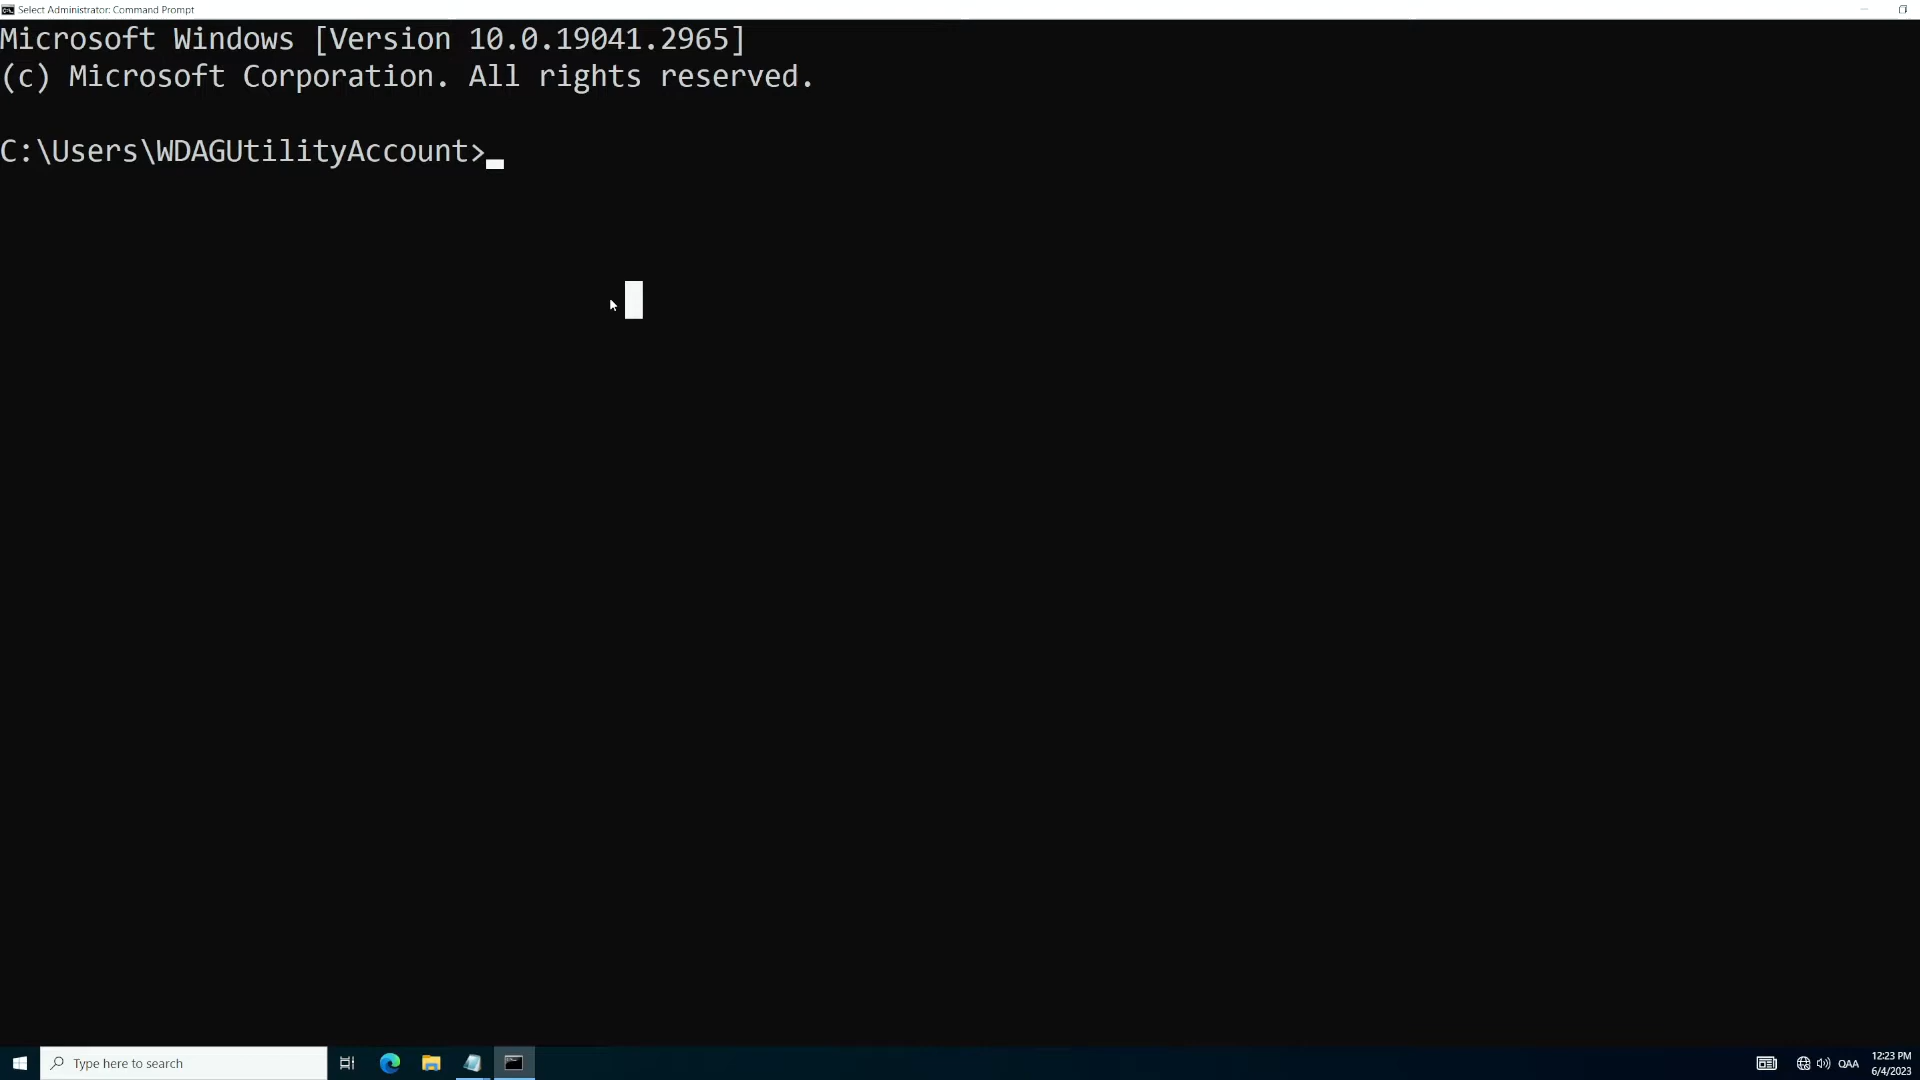 Select Administrator: Command Prompt
Microsoft Windows [Version 10.0.19041.2965]
(c) Microsoft Corporation. All rights reserved.
C:\Users\WDAGUtilityAccount>
Type here to search
QAA
12:23 PM
6/4/2023